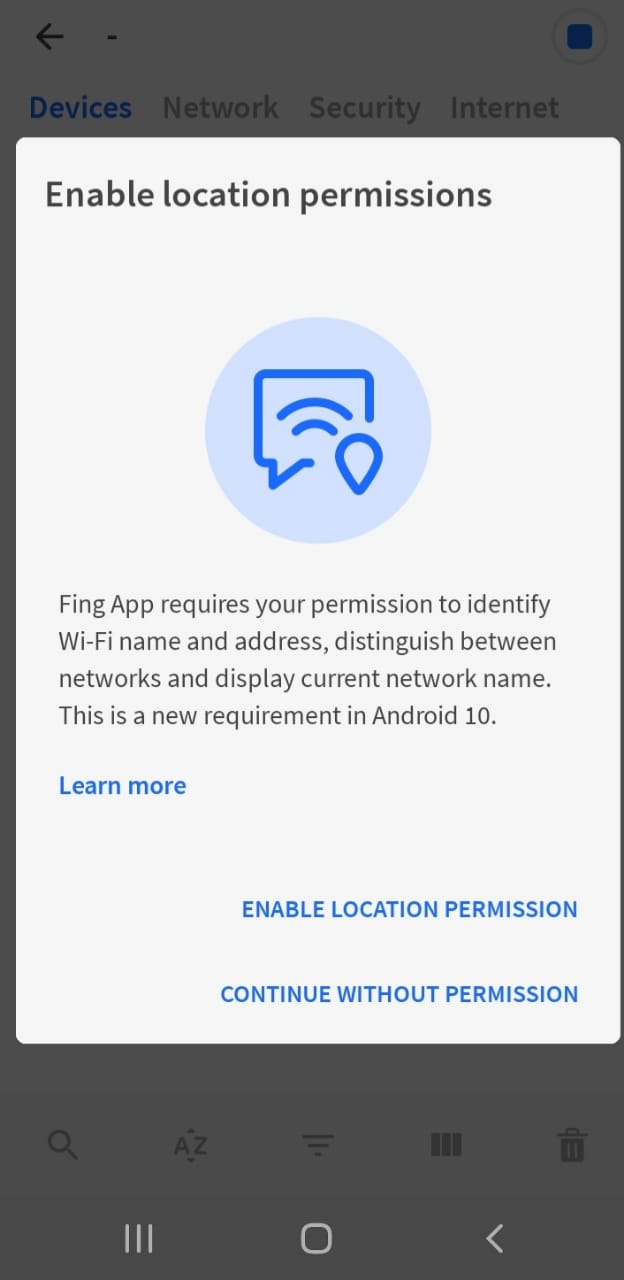 -
Devices Network Security Internet
Enable location permissions
Fing App requires your permission to identify
Wi-Fi name and address, distinguish between
networks and display current network name.
This is a new requirement in Android 10.
Learn more
ENABLE LOCATION PERMISSION
CONTINUE WITHOUT PERMISSION
AZ